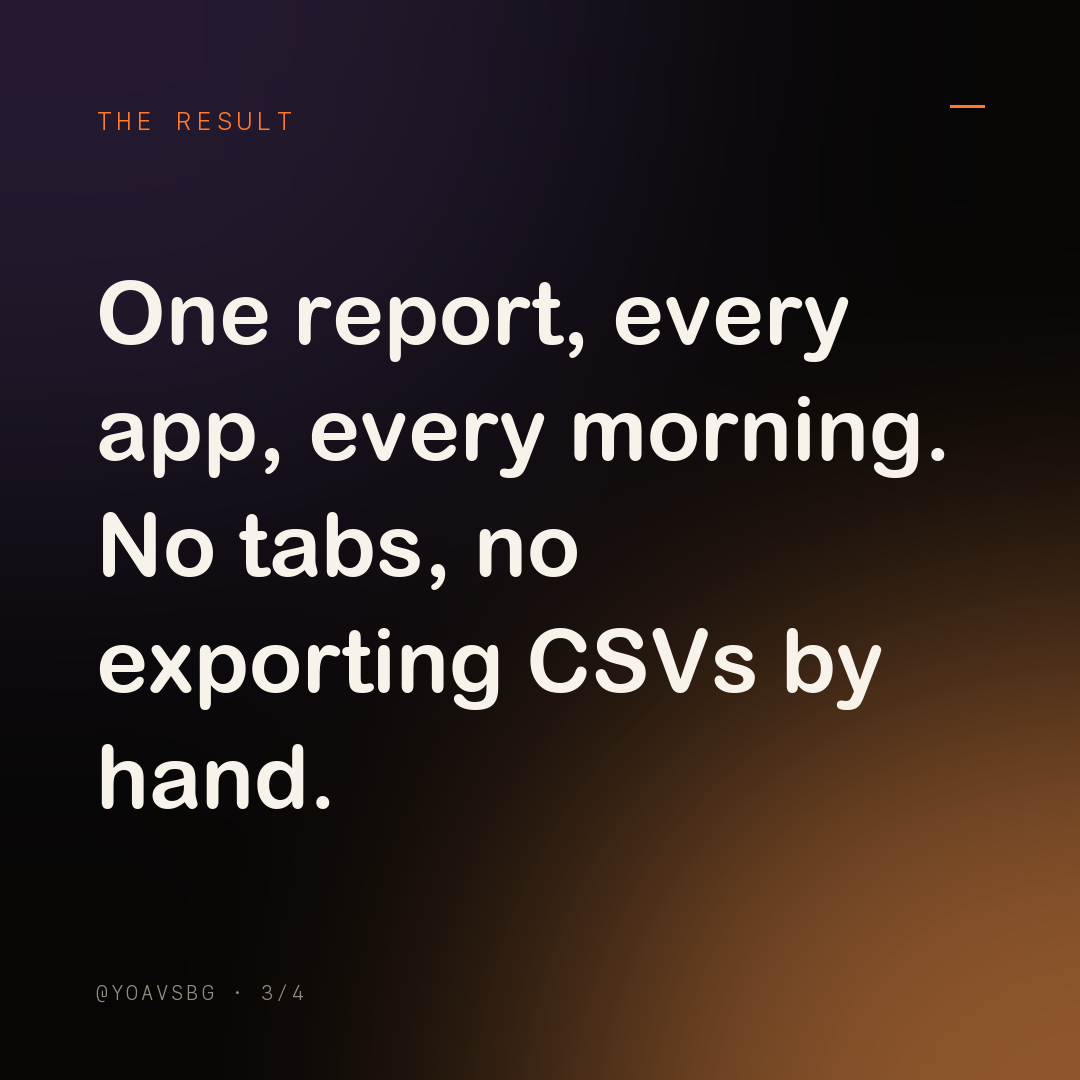 THE RESULT
One report, every
app, every morning.
No tabs, no
exporting CSVs by
hand.
@YOAVSBG · 3/4